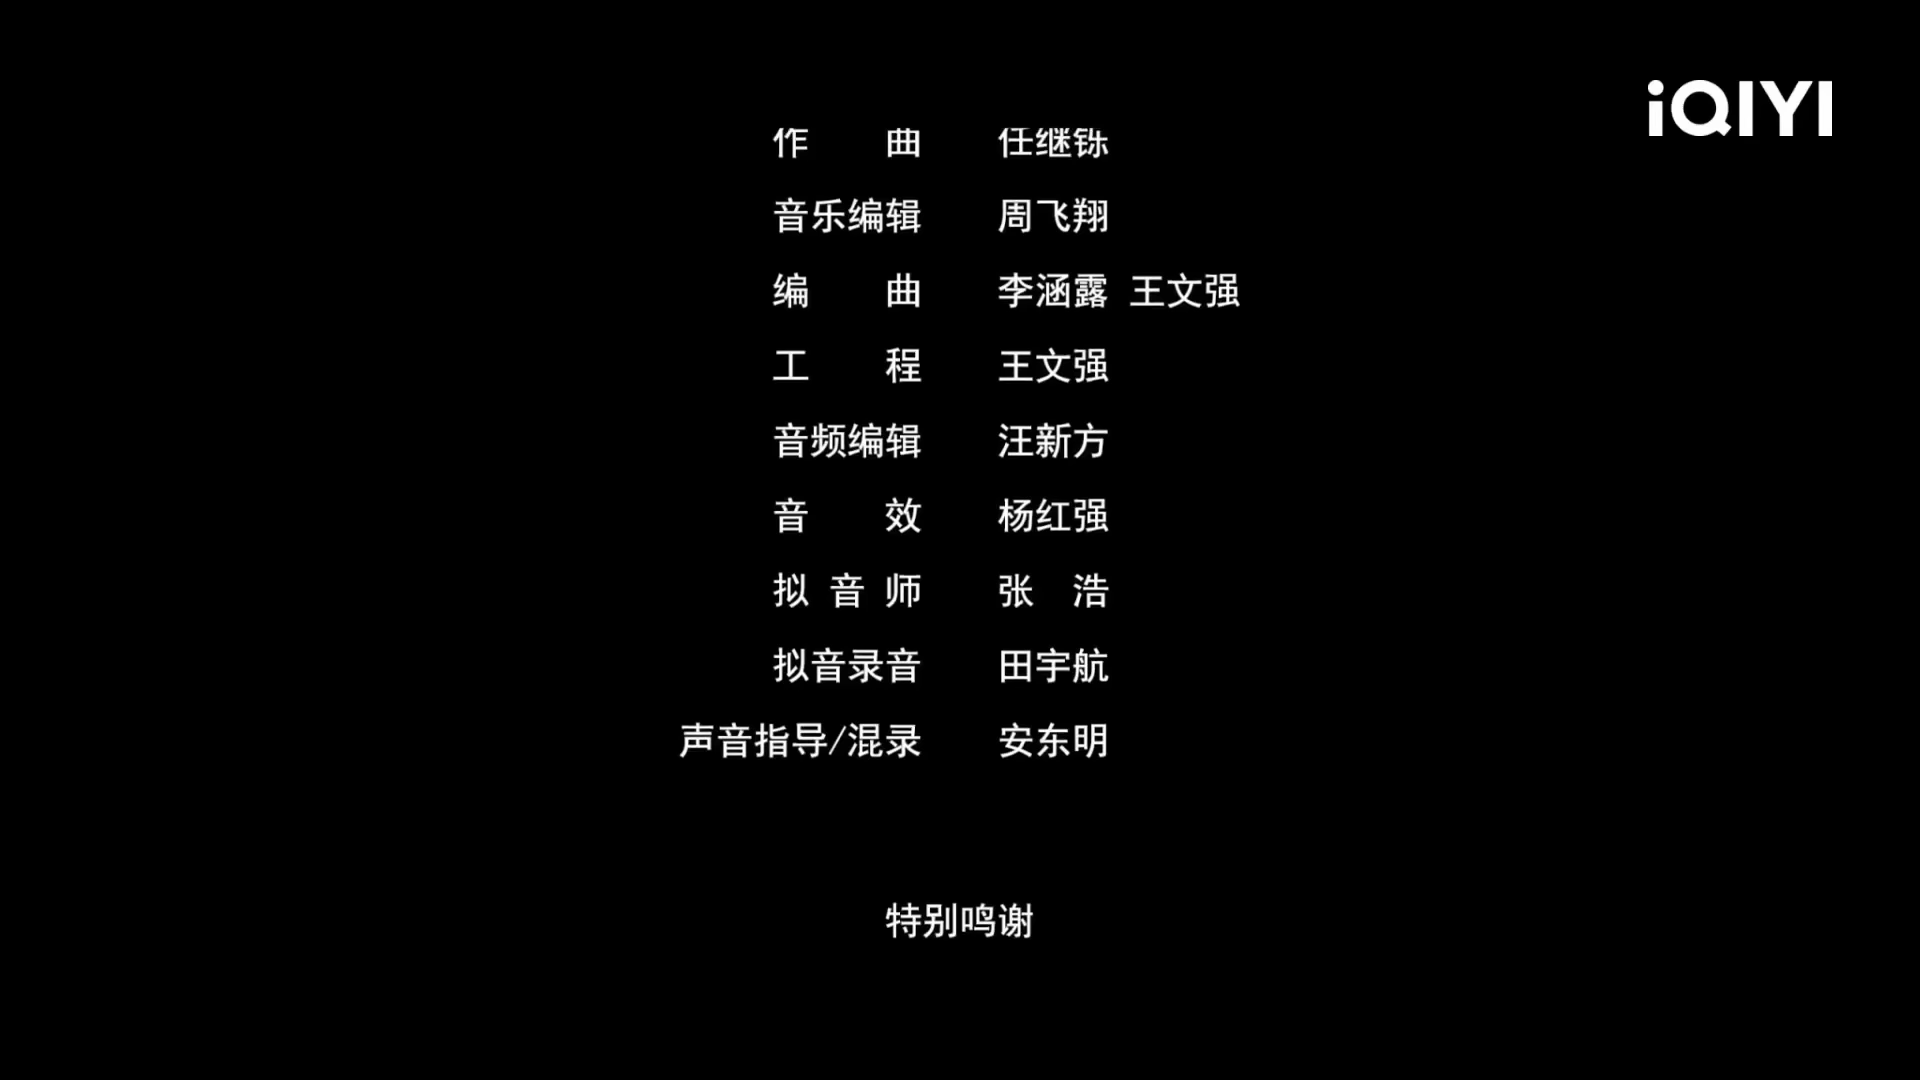 iQIYI
作曲 任继铄
音乐编辑 周飞翔
编曲 李涵露 王文强
工程 王文强
音频编辑 汪新方
音效 杨红强
拟音师 张浩
拟音录音 田宇航
声音指导/混录 安东明
特别鸣谢